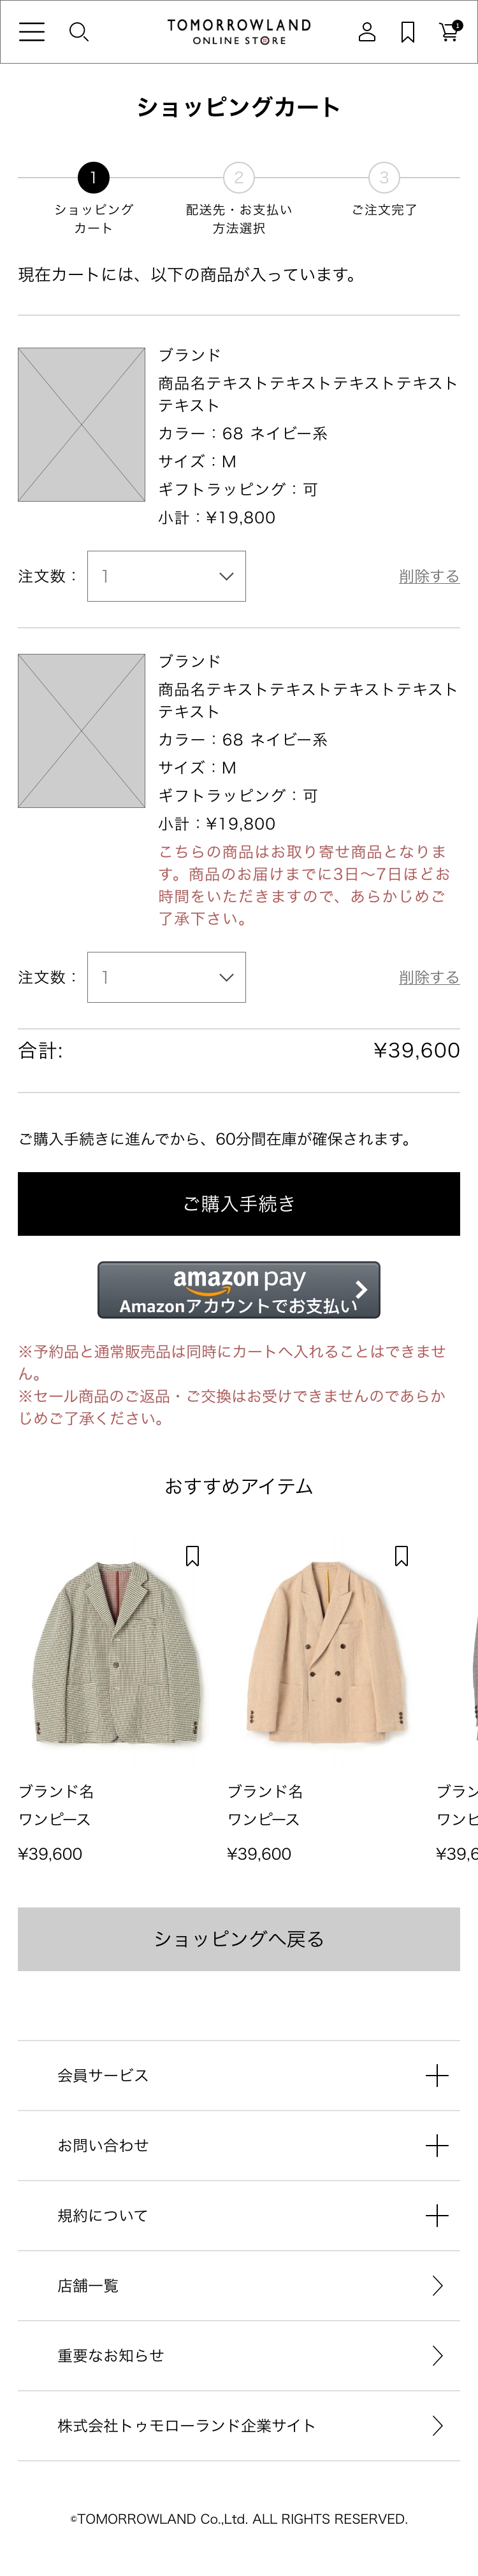 TOMORROWLAND
ONLINE STORE
1
ショッピングカート
1
2
3
ショッピング
カート
配送先・お支払い
方法選択
ご注文完了
現在カートには、以下の商品が入っています。
ブランド
商品名テキストテキストテキストテキスト
テキスト
カラー：68 ネイビー系
サイズ：M
ギフトラッピング：可
小計：¥19,800
注文数：
1
削除する
ブランド
商品名テキストテキストテキストテキスト
テキスト
カラー：68 ネイビー系
サイズ：M
ギフトラッピング：可
小計：¥19,800
こちらの商品はお取り寄せ商品となりま
す。商品のお届けまでに3日〜7日ほどお
時間をいただきますので、あらかじめご
了承下さい。
注文数：
1
削除する
合計:
¥39,600
ご購入手続きに進んでから、60分間在庫が確保されます。
ご購入手続き
amazon pay
Amazonアカウントでお支払い
※予約品と通常販売品は同時にカートへ入れることはできませ
ん。
※セール商品のご返品・ご交換はお受けできませんのであらか
じめご了承ください。
おすすめアイテム
ブランド名
ワンピース
¥39,600
ブランド名
ワンピース
¥39,600
ブラン
ワンピ
¥39,6
ショッピングへ戻る
会員サービス
お問い合わせ
規約について
店舗一覧
重要なお知らせ
株式会社トゥモローランド企業サイト
©TOMORROWLAND Co.,Ltd. ALL RIGHTS RESERVED.